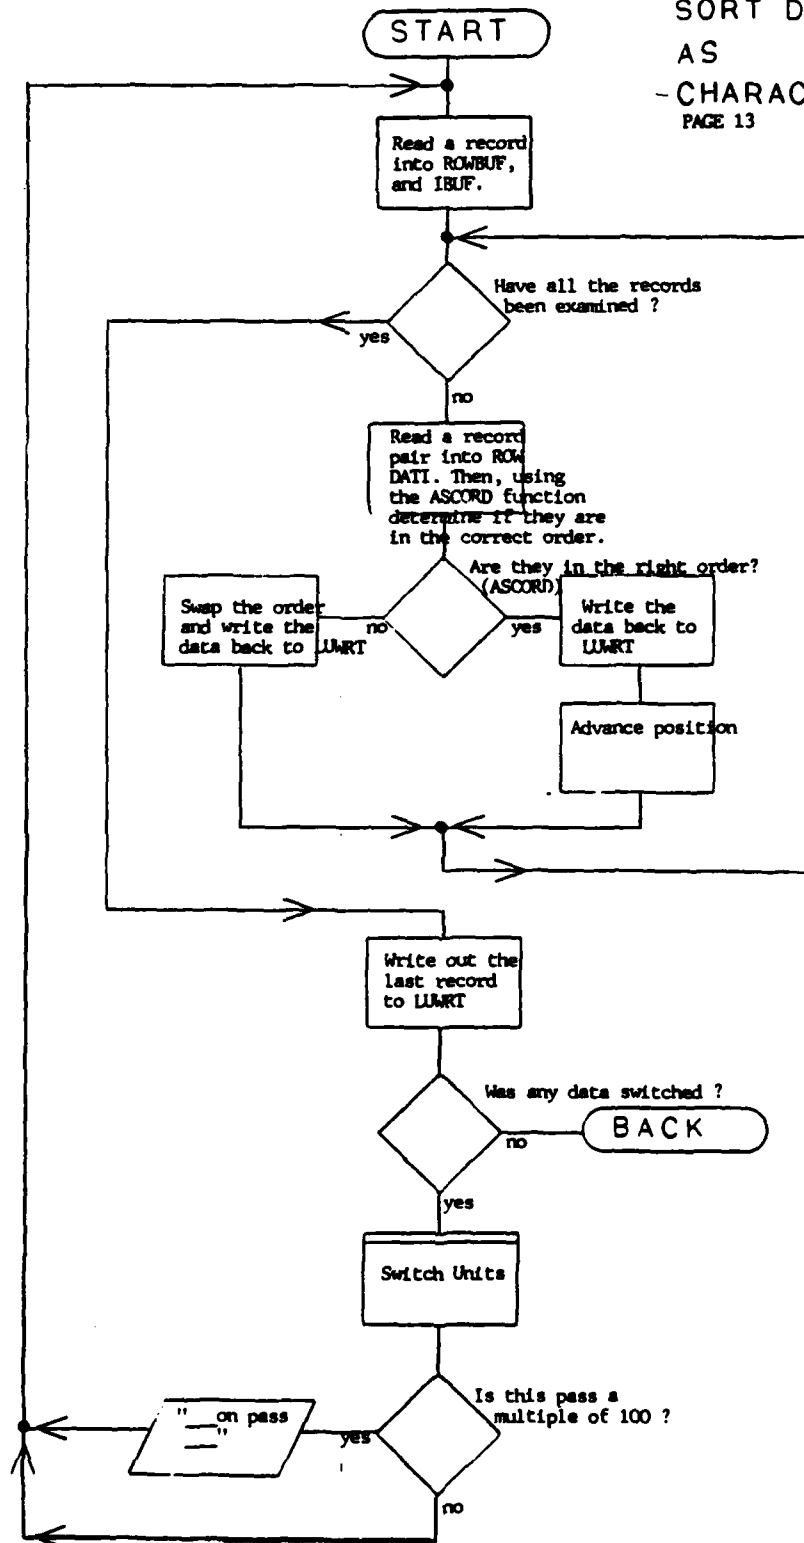 START
SORT D
AS
-CHARAC
PAGE 13
Read a record
into ROWBUF,
and IBUF.
Have all the records
been examined ?
yes
no
Read a record
pair into ROW
DATI. Then, using
the ASCORD function
determine if they are
in the correct order.
Are they in the right order?
(ASCORD)
Swap the order
and write the
data back to LUWRT
no
yes
Write the
data back to
LUWRT
Advance position
Write out the
last record
to LUWRT
Was any data switched ?
no
BACK
yes
Switch Units
Is this pass a
multiple of 100 ?
" __on pass
__"
yes
no